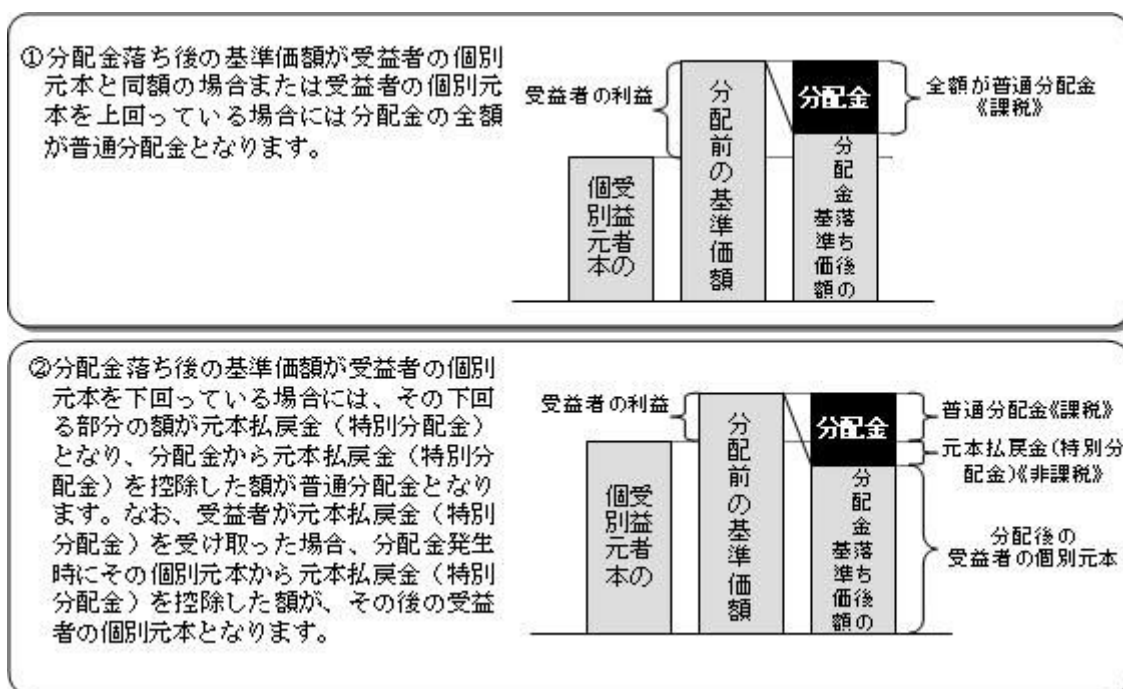 ①分配金落ち後の基準価額が受益者の個別
元本と同額の場合または受益者の個別元
本を上回っている場合には分配金の全額
が普通分配金となります。
受益者の利益
個別元本
受益者の
分配前の基準価額
分配金
分配金落ち後の
基準価額
全額が普通分配金
《課税》
②分配金落ち後の基準価額が受益者の個別
元本を下回っている場合には、その下回
る部分の額が元本払戻金（特別分配金）
となり、分配金から元本払戻金（特別分
配金）を控除した額が普通分配金となり
ます。なお、受益者が元本払戻金（特別
分配金）を受け取った場合、分配金発生
時にその個別元本から元本払戻金（特別
分配金）を控除した額が、その後の受益
者の個別元本となります。
受益者の利益
受益者の
個別元本
分配前の基準価額
分配金
分配金落ち後の
基準価額
普通分配金《課税》
元本払戻金(特別分
配金)《非課税》
分配後の
受益者の個別元本